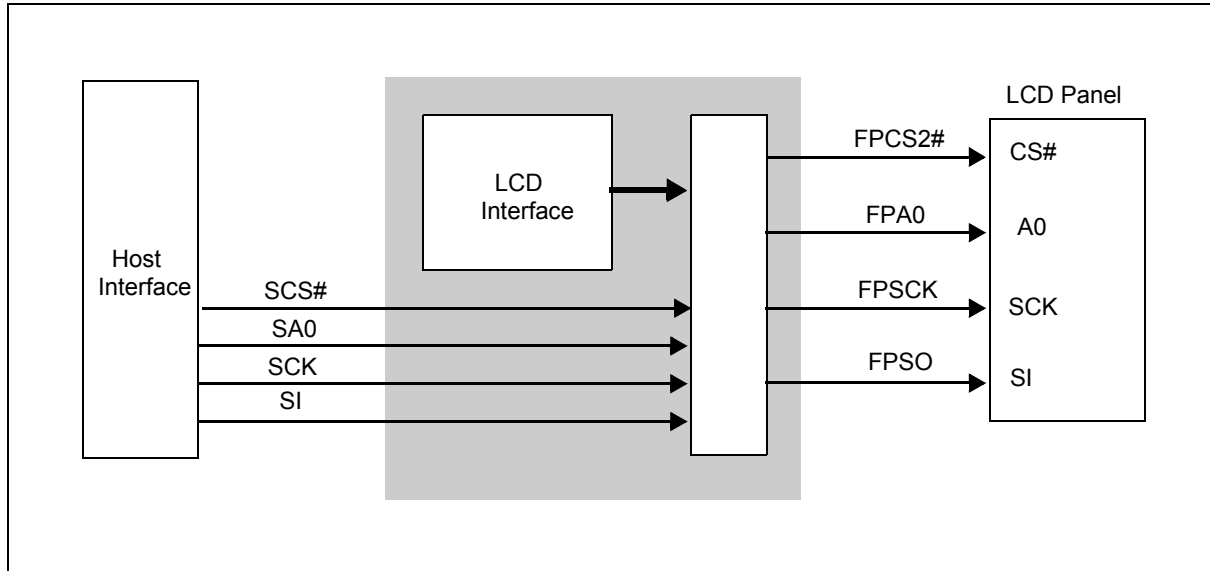 LCD Panel
Host
Interface
SCS#
SA0
SCK
SI
LCD
Interface
FPCS2#
FPA0
FPSCK
FPSO
CS#
A0
SCK
SI